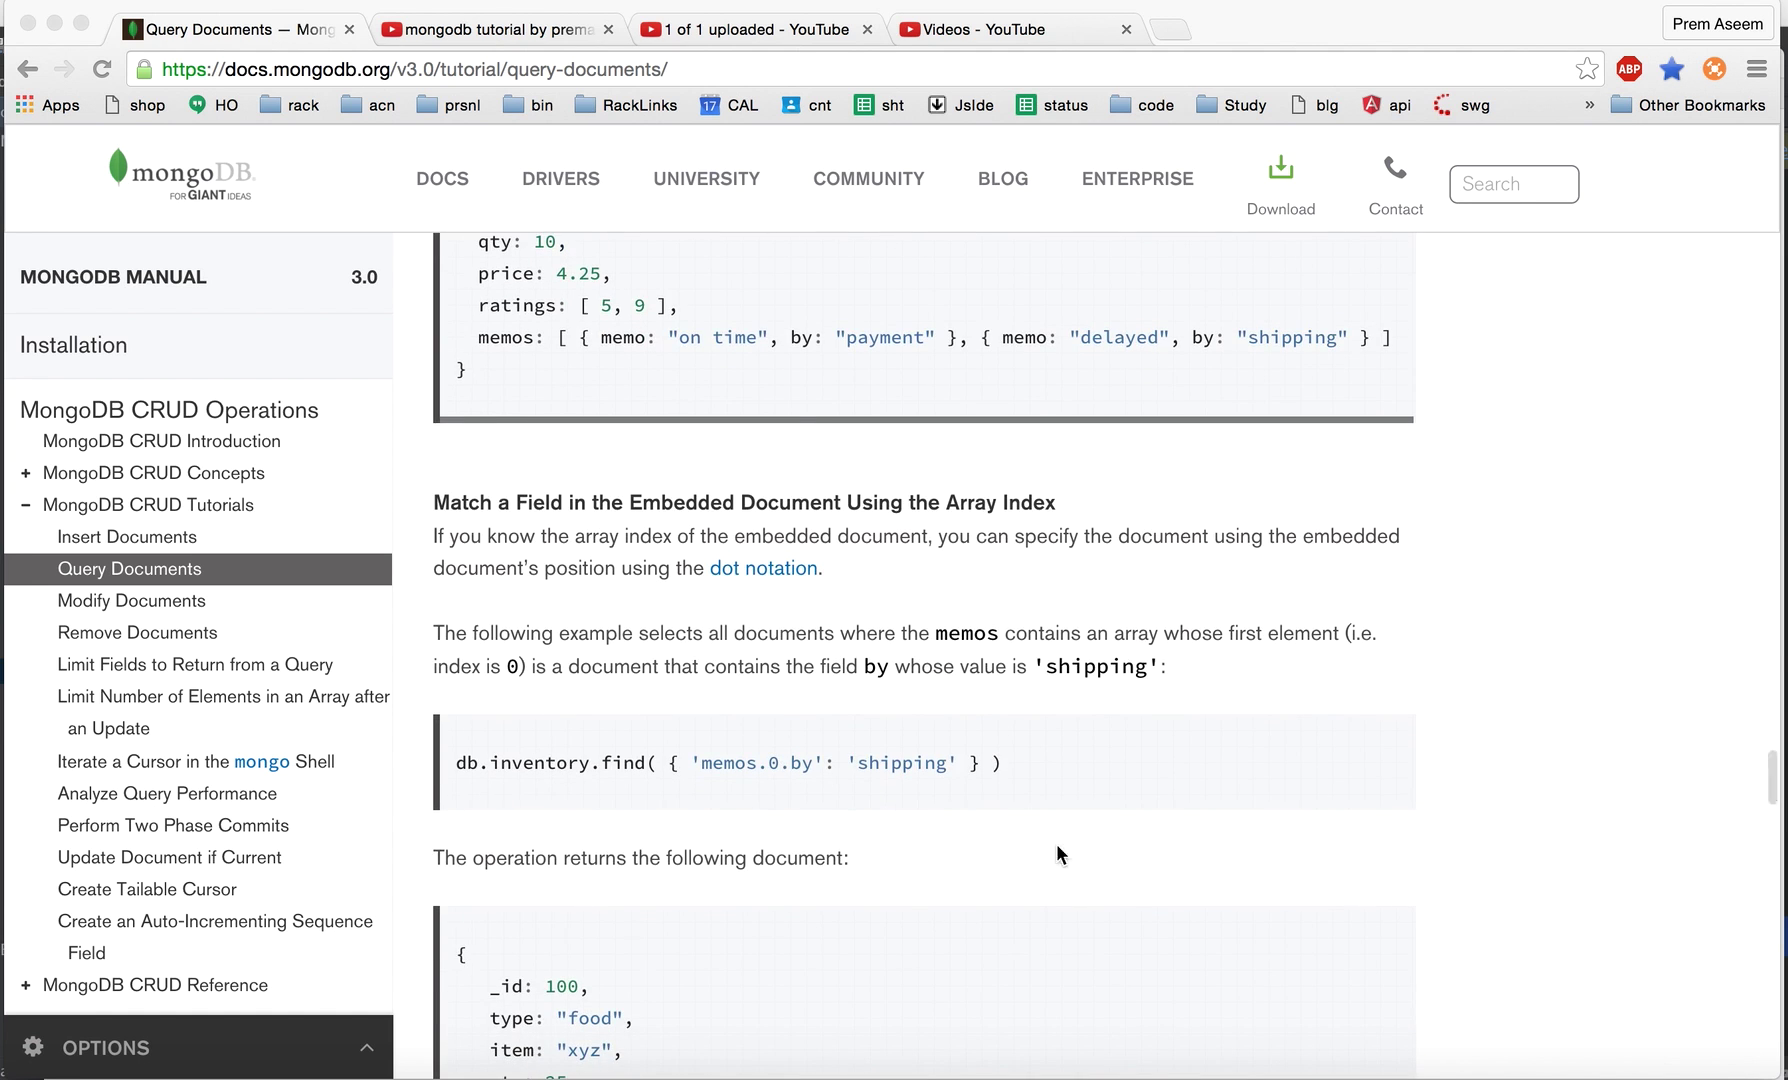 Prem Aseem
Query Documents — Mong
mongodb tutorial by prema
1 of 1 uploaded - YouTube
Videos - YouTube
https://docs.mongodb.org/v3.0/tutorial/query-documents/
ABP
Apps shop HO rack acn prsnl bin RackLinks 17 CAL cnt sht JsIde status code Study blg api swg » Other Bookmarks
mongoDB.
FOR GIANT IDEAS
DOCS DRIVERS UNIVERSITY COMMUNITY BLOG ENTERPRISE
Download
Contact
Search
MONGODB MANUAL 3.0
Installation
MongoDB CRUD Operations
MongoDB CRUD Introduction
+ MongoDB CRUD Concepts
– MongoDB CRUD Tutorials
Insert Documents
Query Documents
Modify Documents
Remove Documents
Limit Fields to Return from a Query
Limit Number of Elements in an Array after
an Update
Iterate a Cursor in the mongo Shell
Analyze Query Performance
Perform Two Phase Commits
Update Document if Current
Create Tailable Cursor
Create an Auto-Incrementing Sequence
Field
+ MongoDB CRUD Reference
OPTIONS
qty: 10,
price: 4.25,
ratings: [ 5, 9 ],
memos: [ { memo: "on time", by: "payment" }, { memo: "delayed", by: "shipping" } ]
}
Match a Field in the Embedded Document Using the Array Index
If you know the array index of the embedded document, you can specify the document using the embedded
document's position using the dot notation.
The following example selects all documents where the memos contains an array whose first element (i.e.
index is 0) is a document that contains the field by whose value is 'shipping':
db.inventory.find( { 'memos.0.by': 'shipping' } )
The operation returns the following document:
{
_id: 100,
type: "food",
item: "xyz",